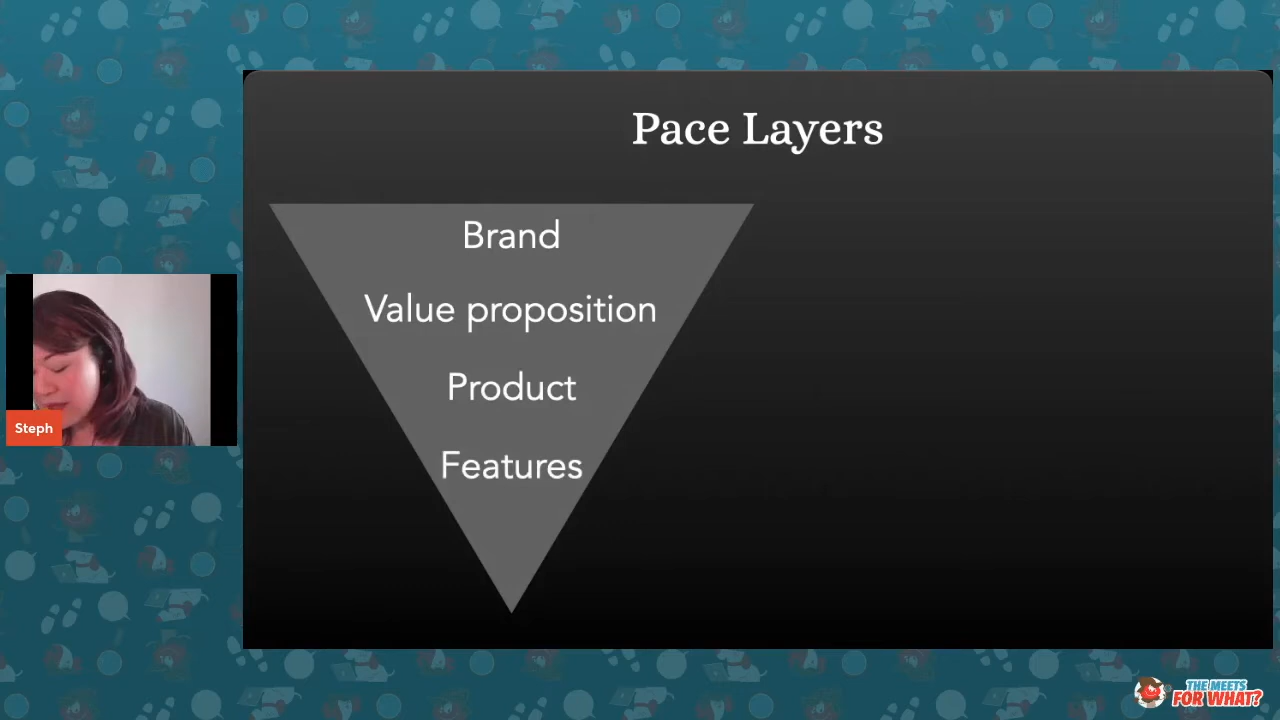 Pace Layers
Brand
Value proposition
Product
Features
Steph
THE MEETS
FOR WHAT?